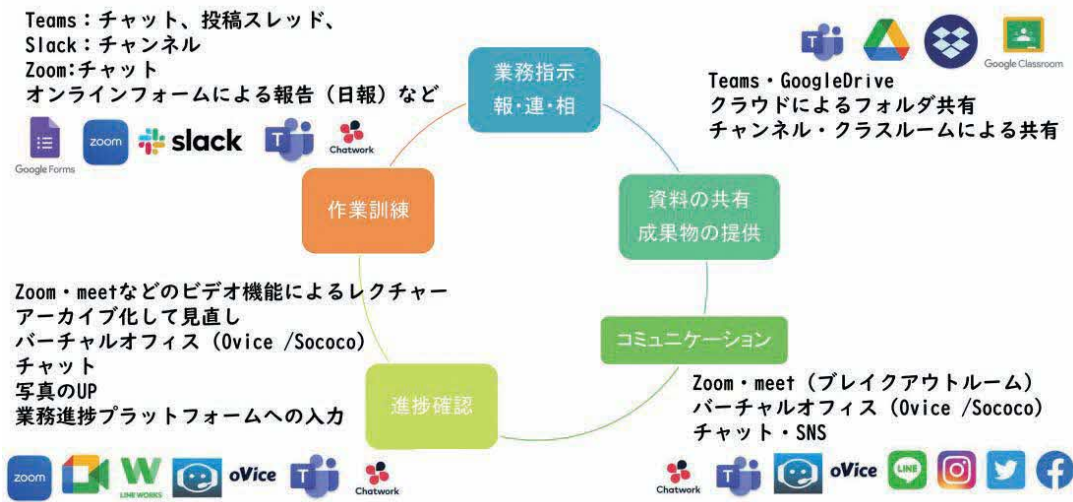 Teams：チャット、投稿スレッド、
Slack：チャンネル
Zoom:チャット
オンラインフォームによる報告（日報）など
Google Forms
zoom
slack
T
Chatwork
業務指示
報・連・相
T
Google Classroom
Teams・GoogleDrive
クラウドによるフォルダ共有
チャンネル・クラスルームによる共有
作業訓練
資料の共有
成果物の提供
Zoom・meetなどのビデオ機能によるレクチャー
アーカイブ化して見直し
バーチャルオフィス（Ovice /Sococo）
チャット
写真のUP
業務進捗プラットフォームへの入力
進捗確認
コミュニケーション
Zoom・meet（ブレイクアウトルーム）
バーチャルオフィス（Ovice /Sococo）
チャット・SNS
zoom
W
LINE WORKS
oVice
T
Chatwork
Chatwork
T
oVice
LINE